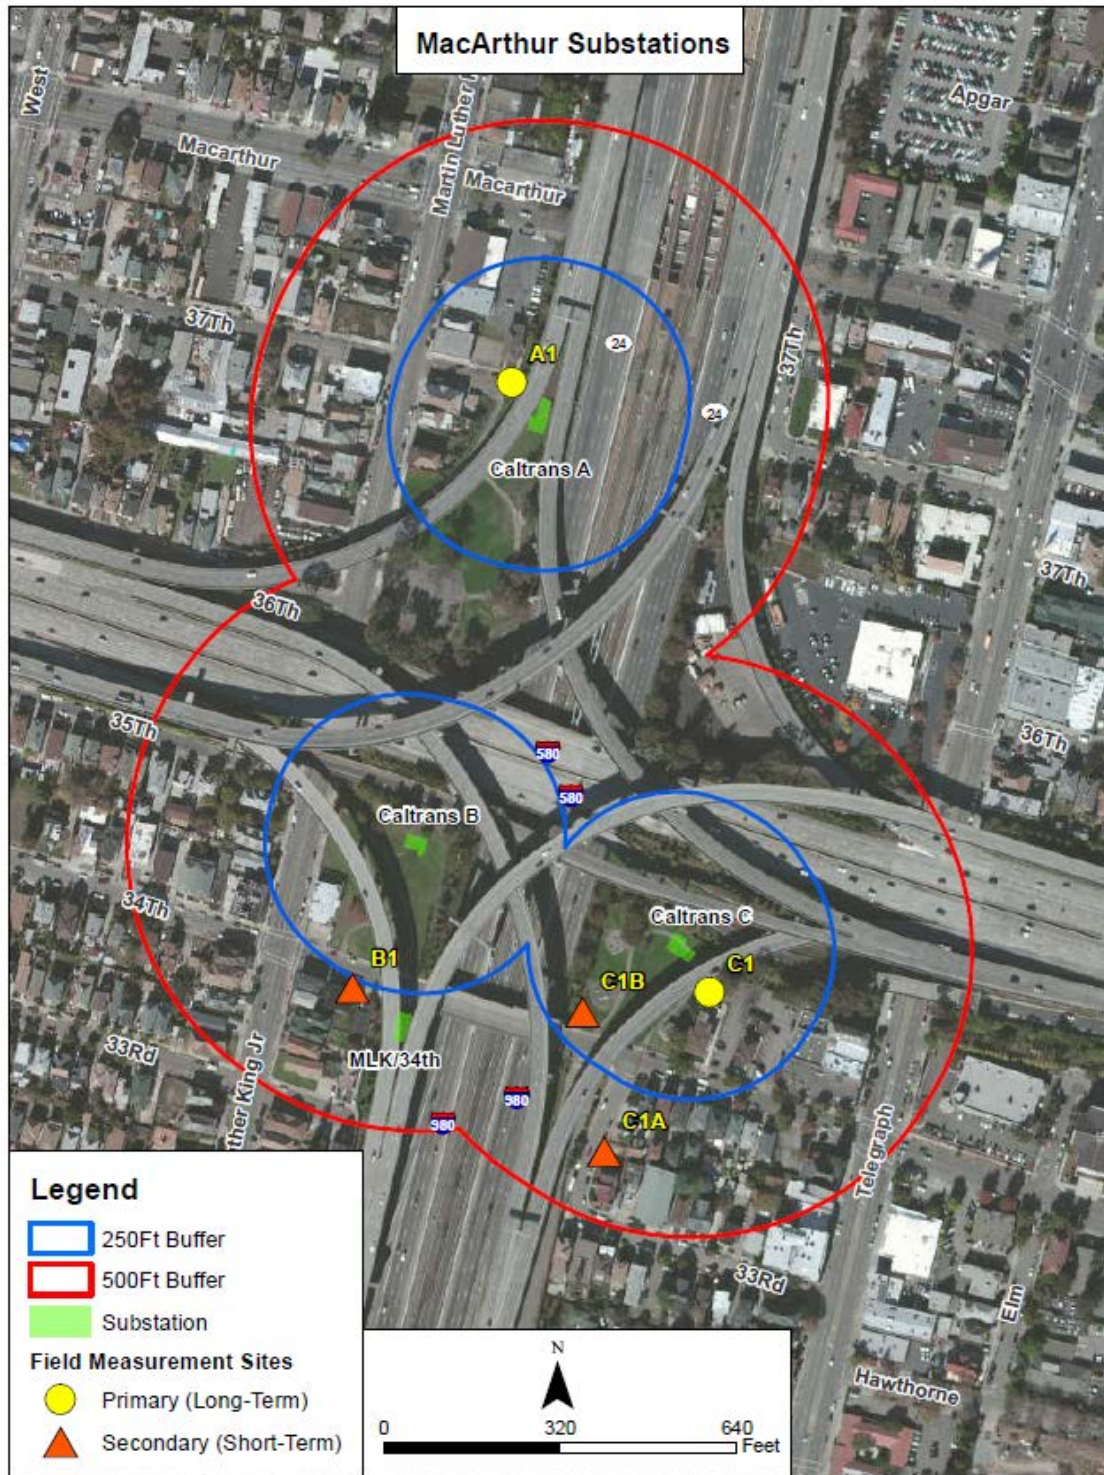 MacArthur Substations
West
Apgar
Macarthur
Martin Luther
Macarthur
37Th
A1
24
37Th
24
Caltrans A
37Th
36Th
35Th
36Th
580
580
Caltrans B
34Th
Caltrans C
B1
C1
C1B
33Rd
MLK/34th
ther King Jr
980
980
C1A
Telegraph
33Rd
Elm
Hawthorne
Legend
250Ft Buffer
500Ft Buffer
Substation
Field Measurement Sites
Primary (Long-Term)
Secondary (Short-Term)
N
0 320 640
Feet